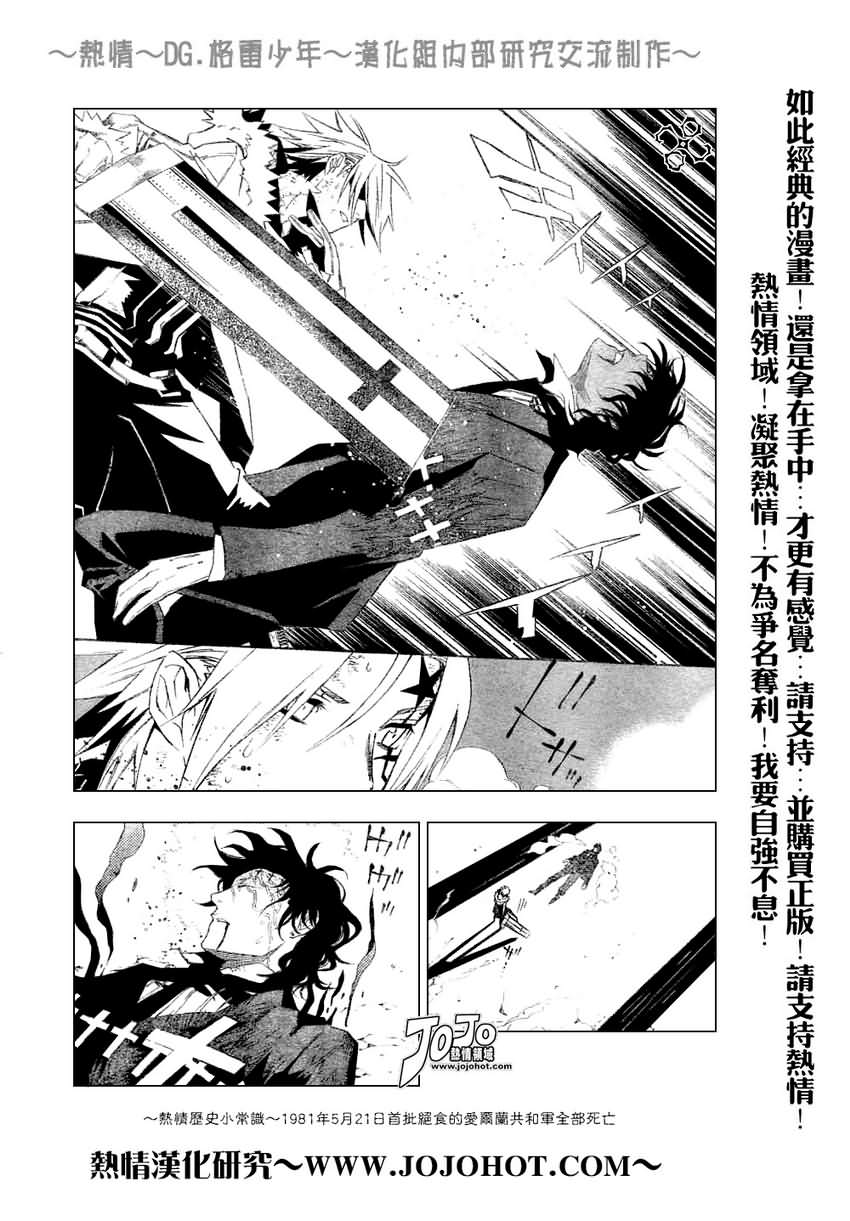 ～熱情～DG.格雷少年～漢化組內部研究交流制作～
如此經典的漫畫！還是拿在手中…才更有感覺…請支持…並購買正版！請支持熱情！
熱情領域！凝聚熱情！不為爭名奪利！我要自強不息！
JOJO
熱情領域
www.jojohot.com
～熱情歷史小常識～1981年5月21日首批絕食的愛爾蘭共和軍全部死亡
熱情漢化研究～WWW.JOJOHOT.COM～